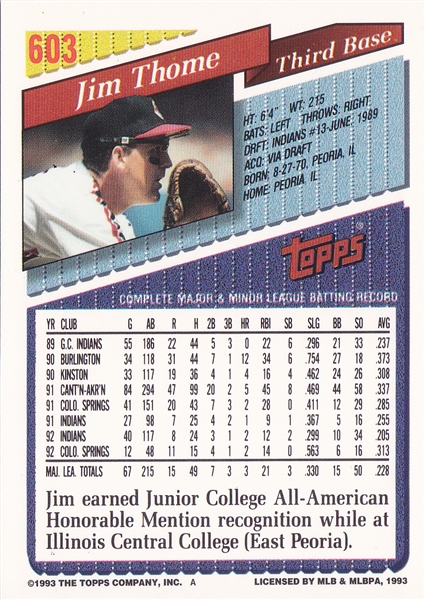 603
Jim Thome
Third Base
HT: 6'4" WT: 215
BATS: LEFT THROWS: RIGHT
DRFT: INDIANS #13-JUNE, 1989
ACQ: VIA DRAFT
BORN: 8-27-70, PEORIA, IL
HOME: PEORIA, IL
Topps®
COMPLETE MAJOR & MINOR LEAGUE BATTING RECORD
YR CLUB G AB R H 2B 3B HR RBI SB SLG BB SO AVG
89 G.C. INDIANS 55 186 22 44 5 3 0 22 6 .296 21 33 .237
90 BURLINGTON 34 118 31 44 7 1 12 34 6 .754 27 18 .373
90 KINSTON 33 117 19 36 4 1 4 16 4 .462 24 26 .308
91 CANT'N-AKR'N 84 294 47 99 20 2 5 45 8 .469 44 58 .337
91 COLO. SPRINGS 41 151 20 43 7 3 2 28 0 .411 12 29 .285
91 INDIANS 27 98 7 25 4 2 1 9 1 .367 5 16 .255
92 INDIANS 40 117 8 24 3 1 2 12 2 .299 10 34 .205
92 COLO. SPRINGS 12 48 11 15 4 1 2 14 0 .563 6 16 .313
MAJ. LEA. TOTALS 67 215 15 49 7 3 3 21 3 .330 15 50 .228
Jim earned Junior College All-American
Honorable Mention recognition while at
Illinois Central College (East Peoria).
©1993 THE TOPPS COMPANY, INC. A LICENSED BY MLB & MLBPA, 1993